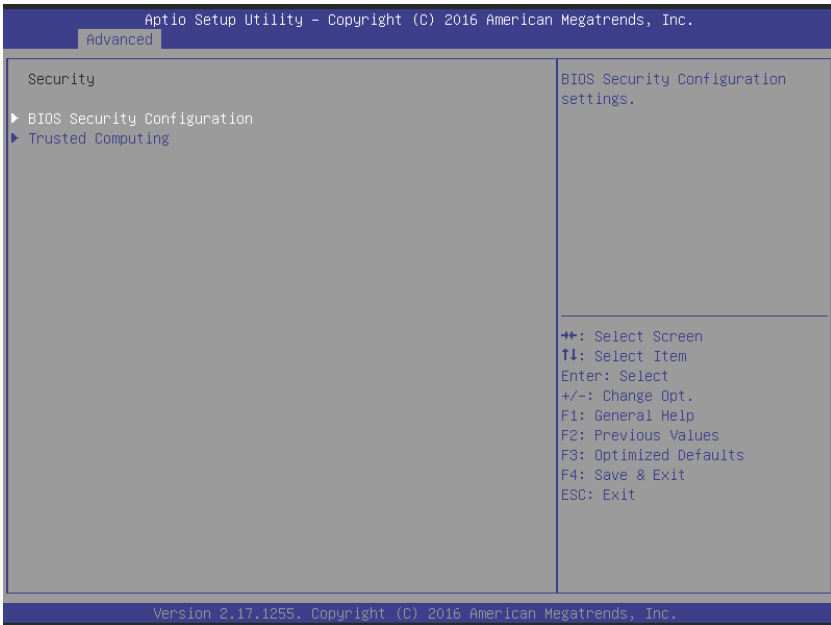 Aptio Setup Utility – Copyright (C) 2016 American Megatrends, Inc.
Advanced
Security
BIOS Security Configuration
Trusted Computing
BIOS Security Configuration
settings.
→←: Select Screen
↑↓: Select Item
Enter: Select
+/-: Change Opt.
F1: General Help
F2: Previous Values
F3: Optimized Defaults
F4: Save & Exit
ESC: Exit
Version 2.17.1255. Copyright (C) 2016 American Megatrends, Inc.